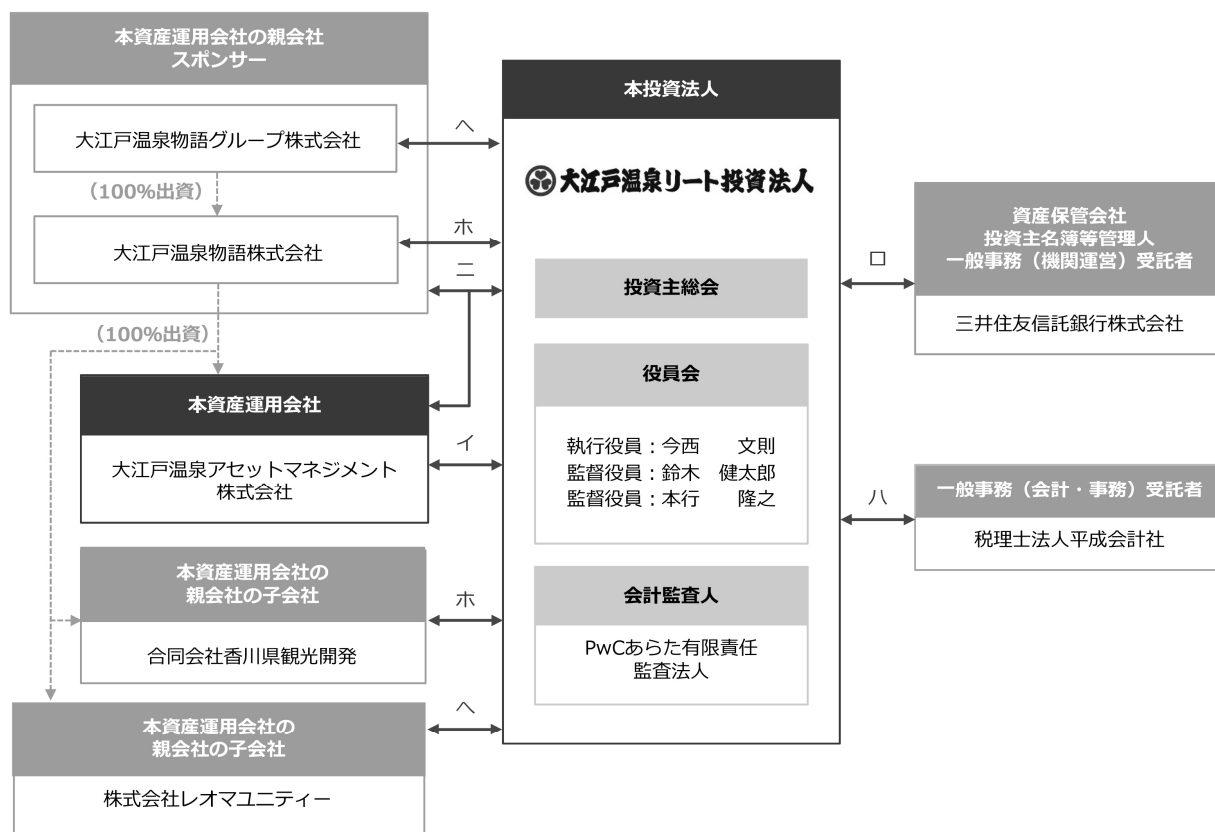 本資産運用会社の親会社
スポンサー
大江戸温泉物語グループ株式会社
（100％出資）
大江戸温泉物語株式会社
（100％出資）
本資産運用会社
大江戸温泉アセットマネジメント
株式会社
本資産運用会社の
親会社の子会社
合同会社香川県観光開発
本資産運用会社の
親会社の子会社
株式会社レオマユニティー
ヘ
ホ
ニ
イ
ホ
ヘ
本投資法人
大江戸温泉リート投資法人
投資主総会
役員会
執行役員：今西　　文則
監督役員：鈴木　健太郎
監督役員：本行　　隆之
会計監査人
PwCあらた有限責任
監査法人
ロ
ハ
資産保管会社
投資主名簿等管理人
一般事務（機関運営）受託者
三井住友信託銀行株式会社
一般事務（会計・事務）受託者
税理士法人平成会計社